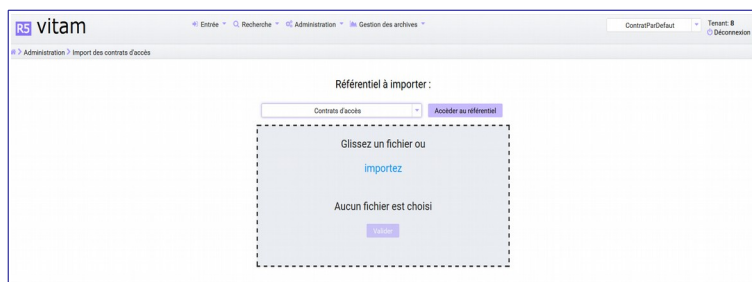 R5 vitam
Entrée Recherche Administration Gestion des archives
ContratParDefaut
Tenant: 8
Déconnexion
> Administration > Import des contrats d'accès
Référentiel à importer :
Contrats d'accès
Accéder au référentiel
Glissez un fichier ou
importez
Aucun fichier est choisi
Valider